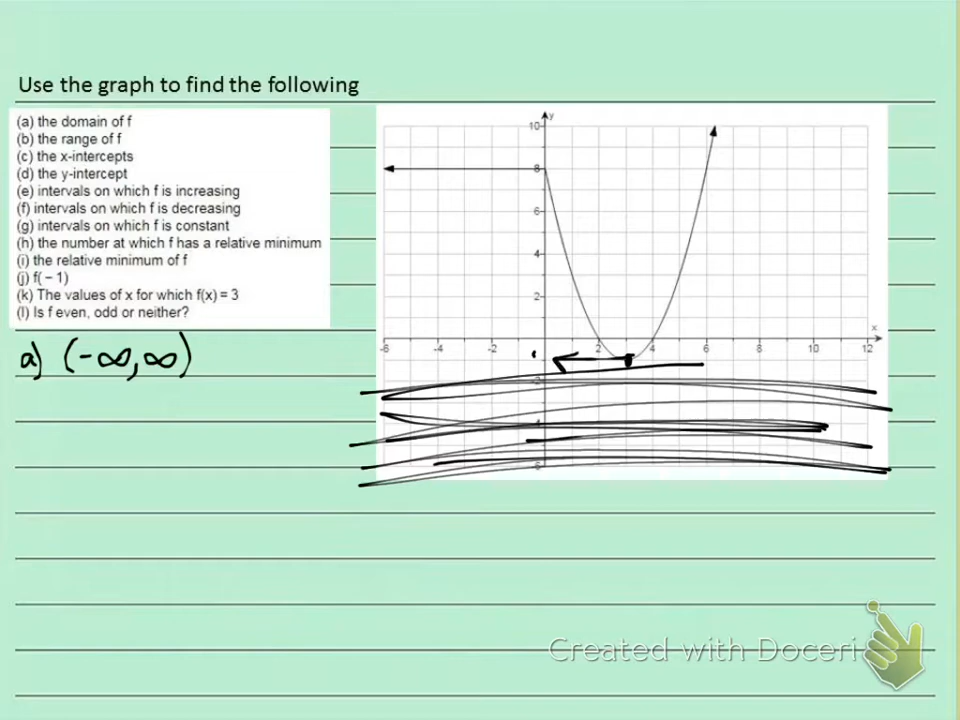 Use the graph to find the following
(a) the domain of f
(b) the range of f
(c) the x-intercepts
(d) the y-intercept
(e) intervals on which f is increasing
(f) intervals on which f is decreasing
(g) intervals on which f is constant
(h) the number at which f has a relative minimum
(i) the relative minimum of f
(j) f( − 1)
(k) The values of x for which f(x) = 3
(l) Is f even, odd or neither?
a) (-∞,∞)
y
10
8
6
4
2
x
-6 -4 -2 2 4 6 8 10 12
Created with Doceri